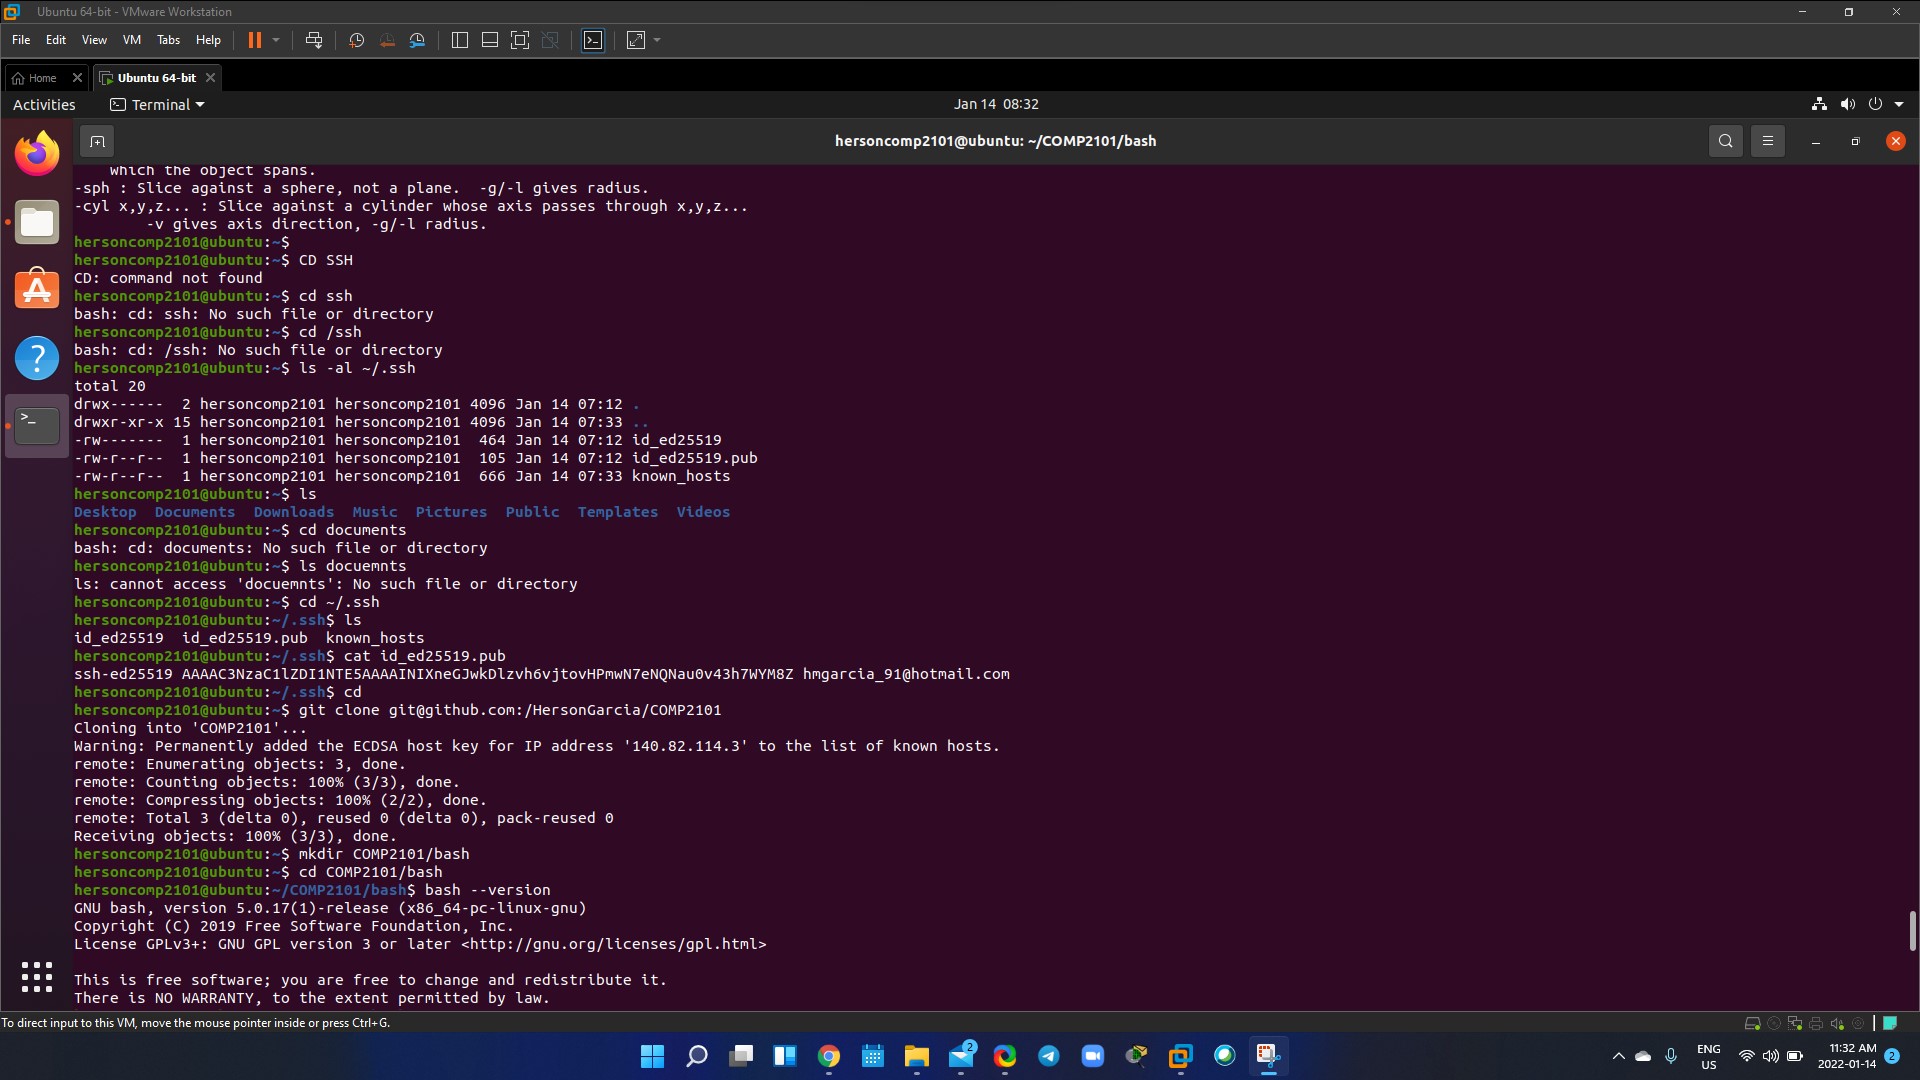 Ubuntu 64-bit - VMware Workstation
File Edit View VM Tabs Help
Home Ubuntu 64-bit
Activities Terminal Jan 14 08:32
hersoncomp2101@ubuntu: ~/COMP2101/bash
which the object spans.
-sph : Slice against a sphere, not a plane.  -g/-l gives radius.
-cyl x,y,z... : Slice against a cylinder whose axis passes through x,y,z...
-v gives axis direction, -g/-l radius.
hersoncomp2101@ubuntu:~$
hersoncomp2101@ubuntu:~$ CD SSH
CD: command not found
hersoncomp2101@ubuntu:~$ cd ssh
bash: cd: ssh: No such file or directory
hersoncomp2101@ubuntu:~$ cd /ssh
bash: cd: /ssh: No such file or directory
hersoncomp2101@ubuntu:~$ ls -al ~/.ssh
total 20
drwx------  2 hersoncomp2101 hersoncomp2101 4096 Jan 14 07:12 .
drwxr-xr-x 15 hersoncomp2101 hersoncomp2101 4096 Jan 14 07:33 ..
-rw-------  1 hersoncomp2101 hersoncomp2101  464 Jan 14 07:12 id_ed25519
-rw-r--r--  1 hersoncomp2101 hersoncomp2101  105 Jan 14 07:12 id_ed25519.pub
-rw-r--r--  1 hersoncomp2101 hersoncomp2101  666 Jan 14 07:33 known_hosts
hersoncomp2101@ubuntu:~$ ls
Desktop  Documents  Downloads  Music  Pictures  Public  Templates  Videos
hersoncomp2101@ubuntu:~$ cd documents
bash: cd: documents: No such file or directory
hersoncomp2101@ubuntu:~$ ls docuemnts
ls: cannot access 'docuemnts': No such file or directory
hersoncomp2101@ubuntu:~$ cd ~/.ssh
hersoncomp2101@ubuntu:~/.ssh$ ls
id_ed25519  id_ed25519.pub  known_hosts
hersoncomp2101@ubuntu:~/.ssh$ cat id_ed25519.pub
ssh-ed25519 AAAAC3NzaC1lZDI1NTE5AAAAINIXneGJwkDlzvh6vjtovHPmwN7eNQNau0v43h7WYM8Z hmgarcia_91@hotmail.com
hersoncomp2101@ubuntu:~/.ssh$ cd
hersoncomp2101@ubuntu:~$ git clone git@github.com:/HersonGarcia/COMP2101
Cloning into 'COMP2101'...
Warning: Permanently added the ECDSA host key for IP address '140.82.114.3' to the list of known hosts.
remote: Enumerating objects: 3, done.
remote: Counting objects: 100% (3/3), done.
remote: Compressing objects: 100% (2/2), done.
remote: Total 3 (delta 0), reused 0 (delta 0), pack-reused 0
Receiving objects: 100% (3/3), done.
hersoncomp2101@ubuntu:~$ mkdir COMP2101/bash
hersoncomp2101@ubuntu:~$ cd COMP2101/bash
hersoncomp2101@ubuntu:~/COMP2101/bash$ bash --version
GNU bash, version 5.0.17(1)-release (x86_64-pc-linux-gnu)
Copyright (C) 2019 Free Software Foundation, Inc.
License GPLv3+: GNU GPL version 3 or later <http://gnu.org/licenses/gpl.html>
This is free software; you are free to change and redistribute it.
There is NO WARRANTY, to the extent permitted by law.
To direct input to this VM, move the mouse pointer inside or press Ctrl+G.
2
ENG
US
11:32 AM
2022-01-14
2